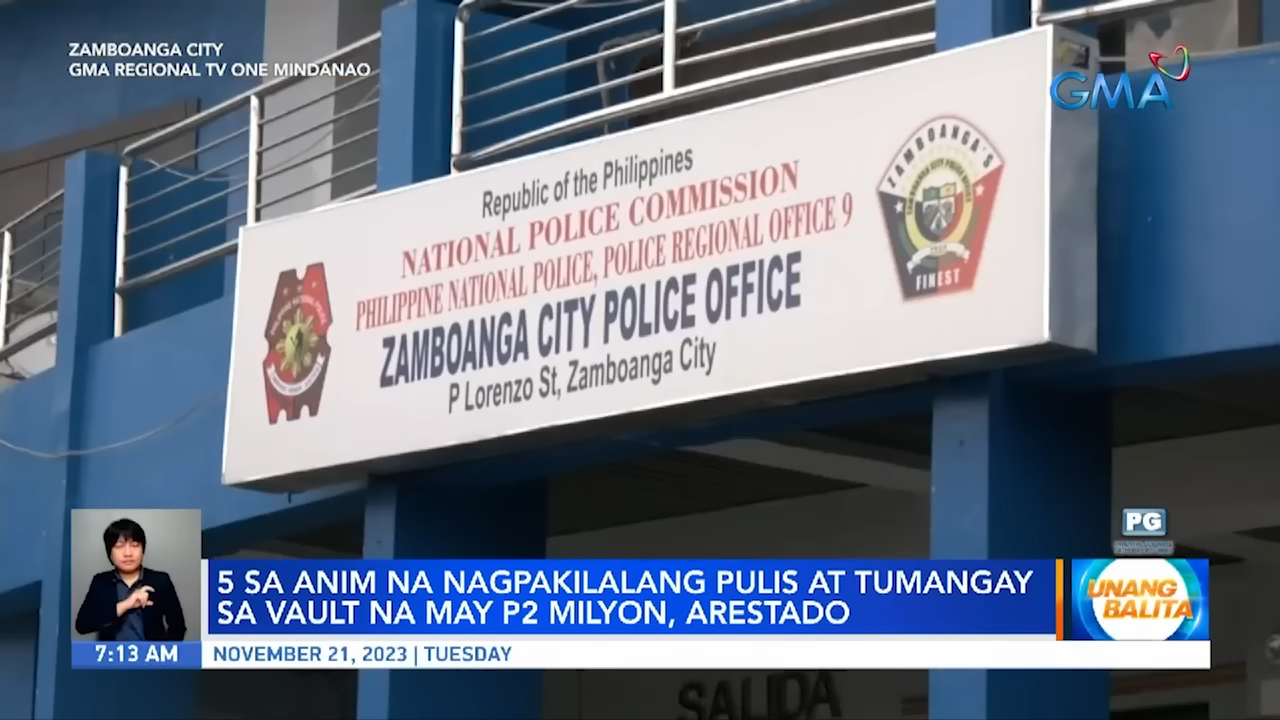 ZAMBOANGA CITY
GMA REGIONAL TV ONE MINDANAO
GMA
Republic of the Philippines
NATIONAL POLICE COMMISSION
PHILIPPINE NATIONAL POLICE, POLICE REGIONAL OFFICE 9
ZAMBOANGA CITY POLICE OFFICE
P Lorenzo St, Zamboanga City
ZAMBOANGA'S
FINEST
PG
5 SA ANIM NA NAGPAKILALANG PULIS AT TUMANGAY
SA VAULT NA MAY P2 MILYON, ARESTADO
UNANG
BALITA
7:13 AM
NOVEMBER 21, 2023 | TUESDAY
SALIDA